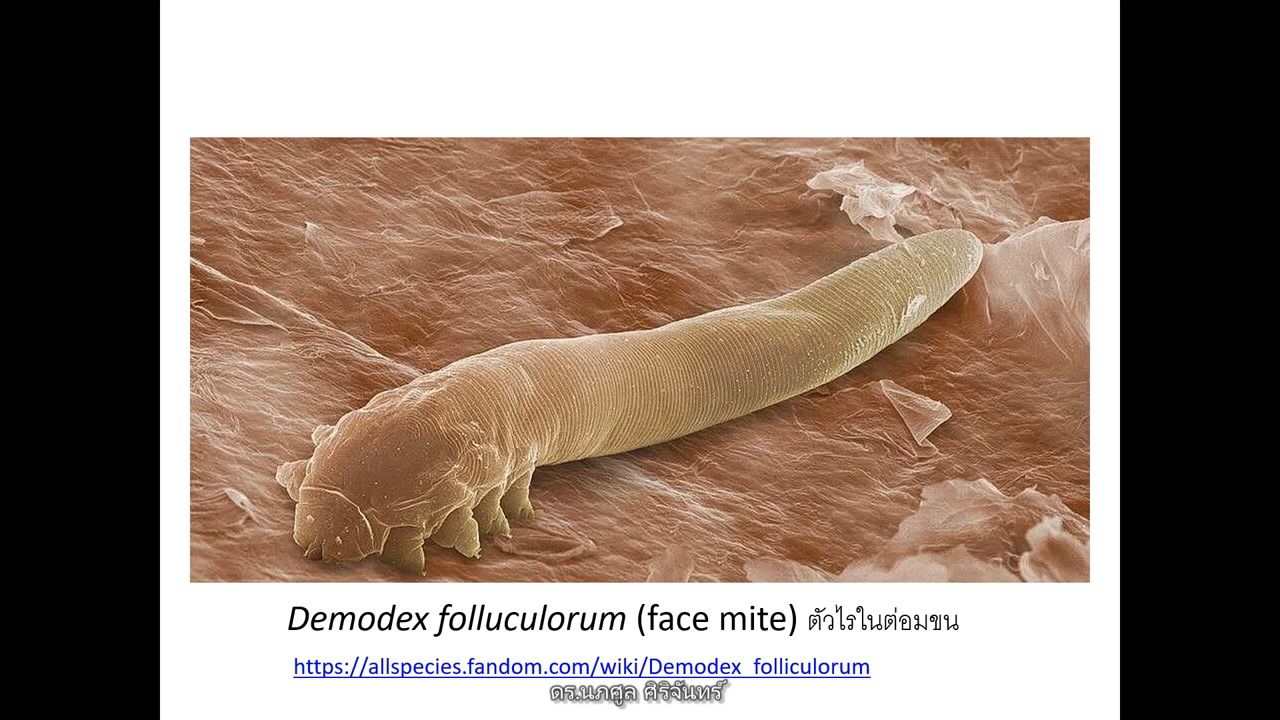 Demodex folluculorum (face mite) ตัวไรในต่อมขน
https://allspecies.fandom.com/wiki/Demodex_folliculorum
ดร.นภศูล ศิริจันทร์